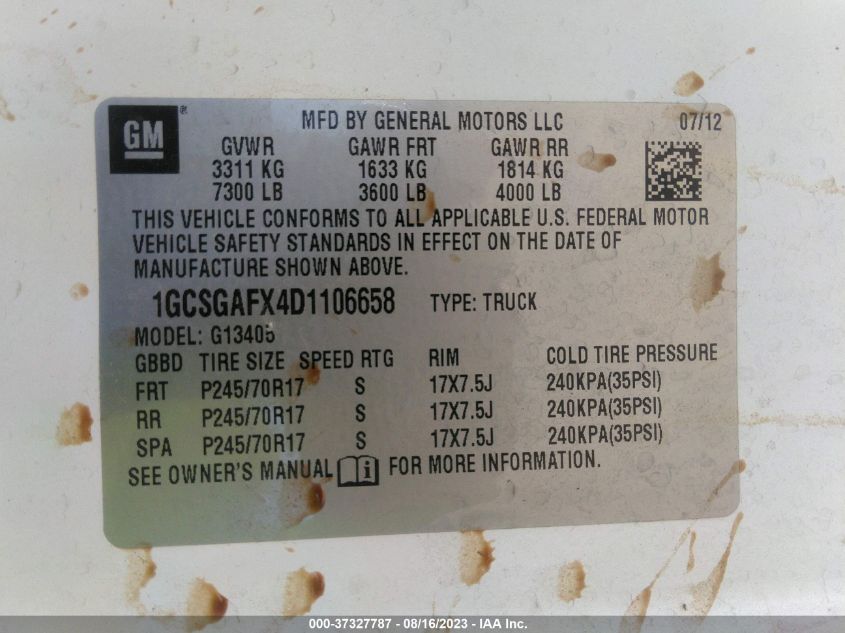 GM ® MFD BY GENERAL MOTORS LLC 07/12
GVWR GAWR FRT GAWR RR
3311 KG 1633 KG 1814 KG
7300 LB 3600 LB 4000 LB
THIS VEHICLE CONFORMS TO ALL APPLICABLE U.S. FEDERAL MOTOR
VEHICLE SAFETY STANDARDS IN EFFECT ON THE DATE OF
MANUFACTURE SHOWN ABOVE.
1GCSGAFX4D1106658 TYPE: TRUCK
MODEL: G13405
GBBD TIRE SIZE SPEED RTG RIM COLD TIRE PRESSURE
FRT P245/70R17 S 17X7.5J 240KPA(35PSI)
RR P245/70R17 S 17X7.5J 240KPA(35PSI)
SPA P245/70R17 S 17X7.5J 240KPA(35PSI)
SEE OWNER'S MANUAL i FOR MORE INFORMATION.
000-37327787 - 08/16/2023 - IAA Inc.